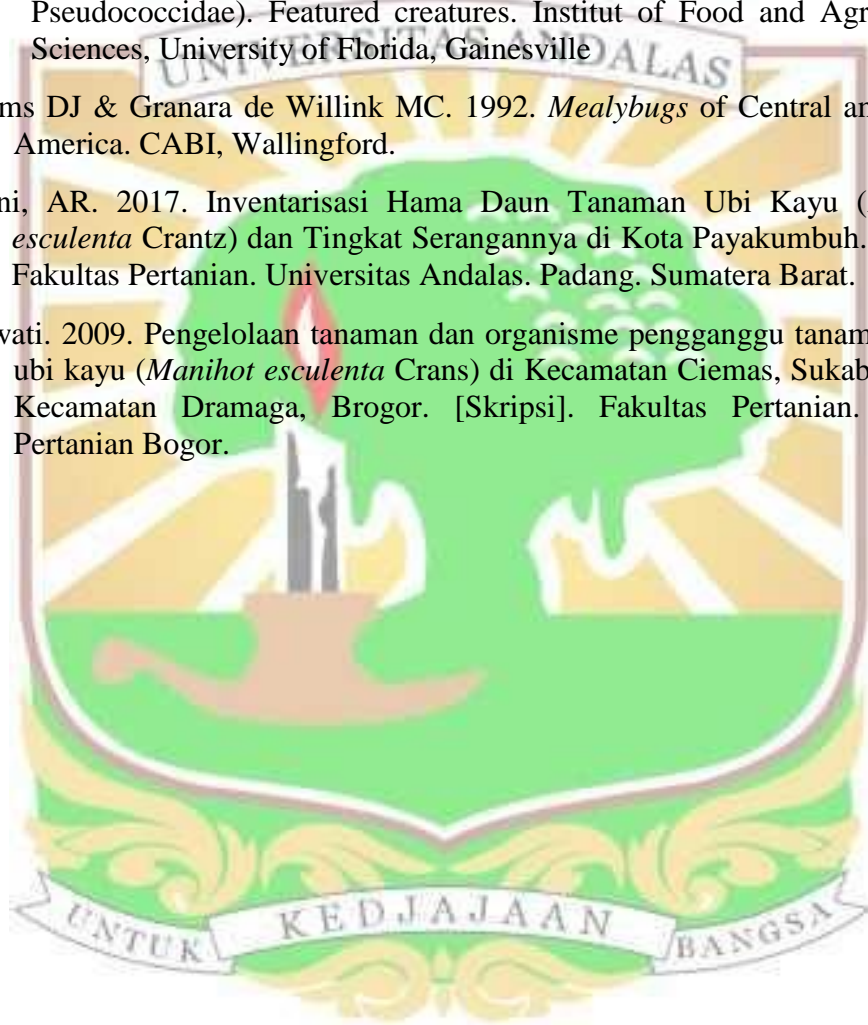 Pseudococcidae). Featured creatures. Institut of Food and Agr
Sciences, University of Florida, Gainesville
UNIVERSITAS ANDALAS
ms DJ & Granara de Willink MC. 1992. Mealybugs of Central an
America. CABI, Wallingford.
ni, AR. 2017. Inventarisasi Hama Daun Tanaman Ubi Kayu (
esculenta Crantz) dan Tingkat Serangannya di Kota Payakumbuh.
Fakultas Pertanian. Universitas Andalas. Padang. Sumatera Barat.
vati. 2009. Pengelolaan tanaman dan organisme pengganggu tanam
ubi kayu (Manihot esculenta Crans) di Kecamatan Ciemas, Sukab
Kecamatan Dramaga, Brogor. [Skripsi]. Fakultas Pertanian.
Pertanian Bogor.
UNTUK KEDJAJAAN BANGSA